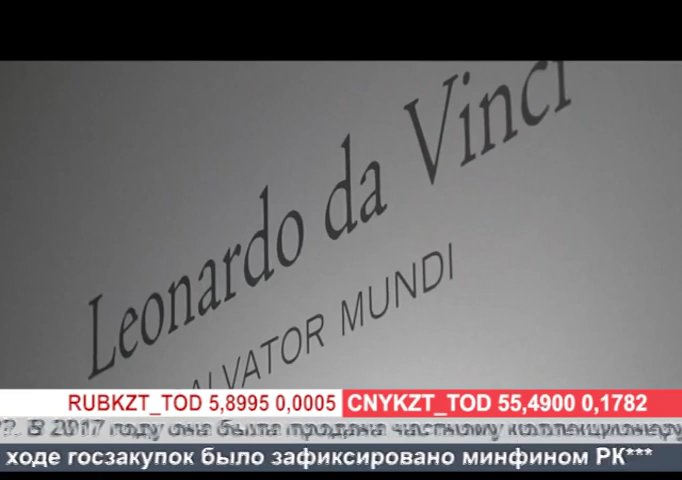 Leonardo da Vinci
SALVATOR MUNDI
RUBKZT_TOD 5,8995 0,0005 CNYKZT_TOD 55,4900 0,1782
В 2017 году она была продана частному коллекционеру
ходе госзакупок было зафиксировано минфином РК***